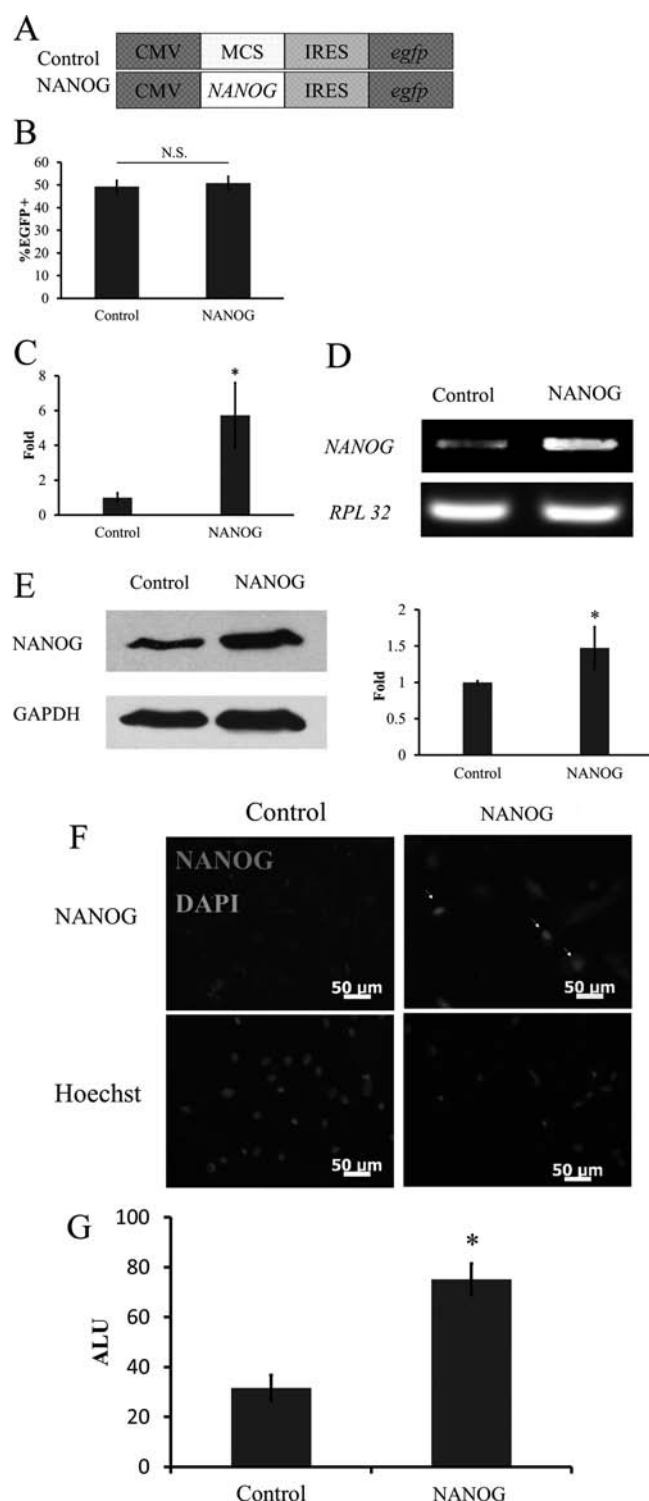 A
Control CMV MCS IRES egfp
NANOG CMV NANOG IRES egfp
B
N.S.
%EGFP+
60
50
40
30
20
10
0
Control NANOG
C
Fold
8
6
4
2
0
*
Control NANOG
D
Control NANOG
NANOG
RPL 32
E
Control NANOG
NANOG
GAPDH
Fold
2
1.5
1
0.5
0
*
Control NANOG
F
Control NANOG
NANOG
NANOG
DAPI
50 µm 50 µm
Hoechst
50 µm 50 µm
G
ALU
100
80
60
40
20
0
*
Control NANOG